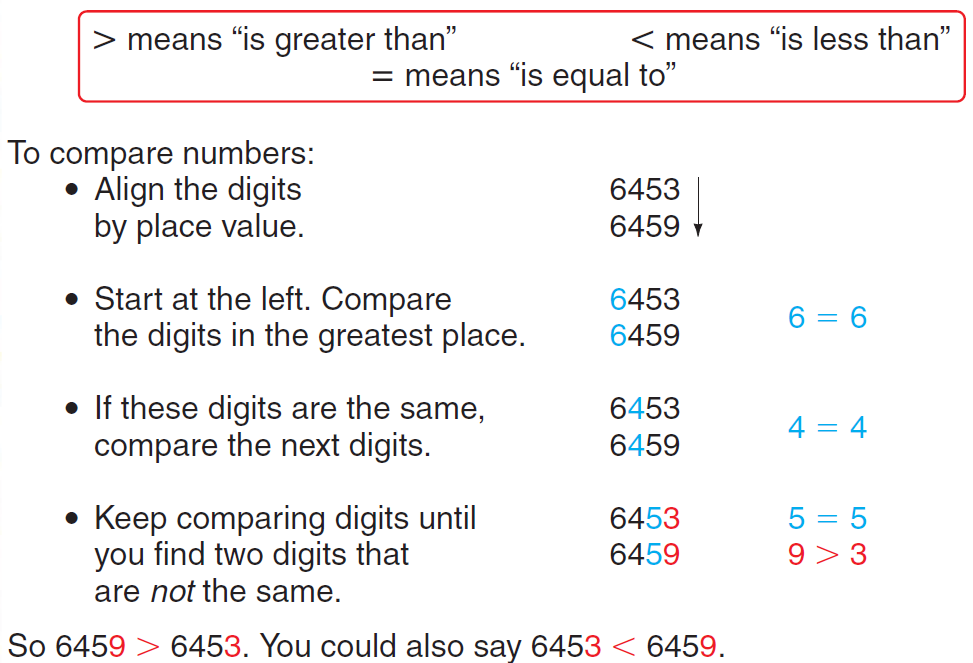 > means “is greater than” < means “is less than”
= means “is equal to”
To compare numbers:
• Align the digits 6453
by place value. 6459
• Start at the left. Compare 6453
the digits in the greatest place. 6459
6 = 6
• If these digits are the same, 6453
compare the next digits. 6459
4 = 4
• Keep comparing digits until 6453 5 = 5
you find two digits that 6459 9 > 3
are not the same.
So 6459 > 6453. You could also say 6453 < 6459.